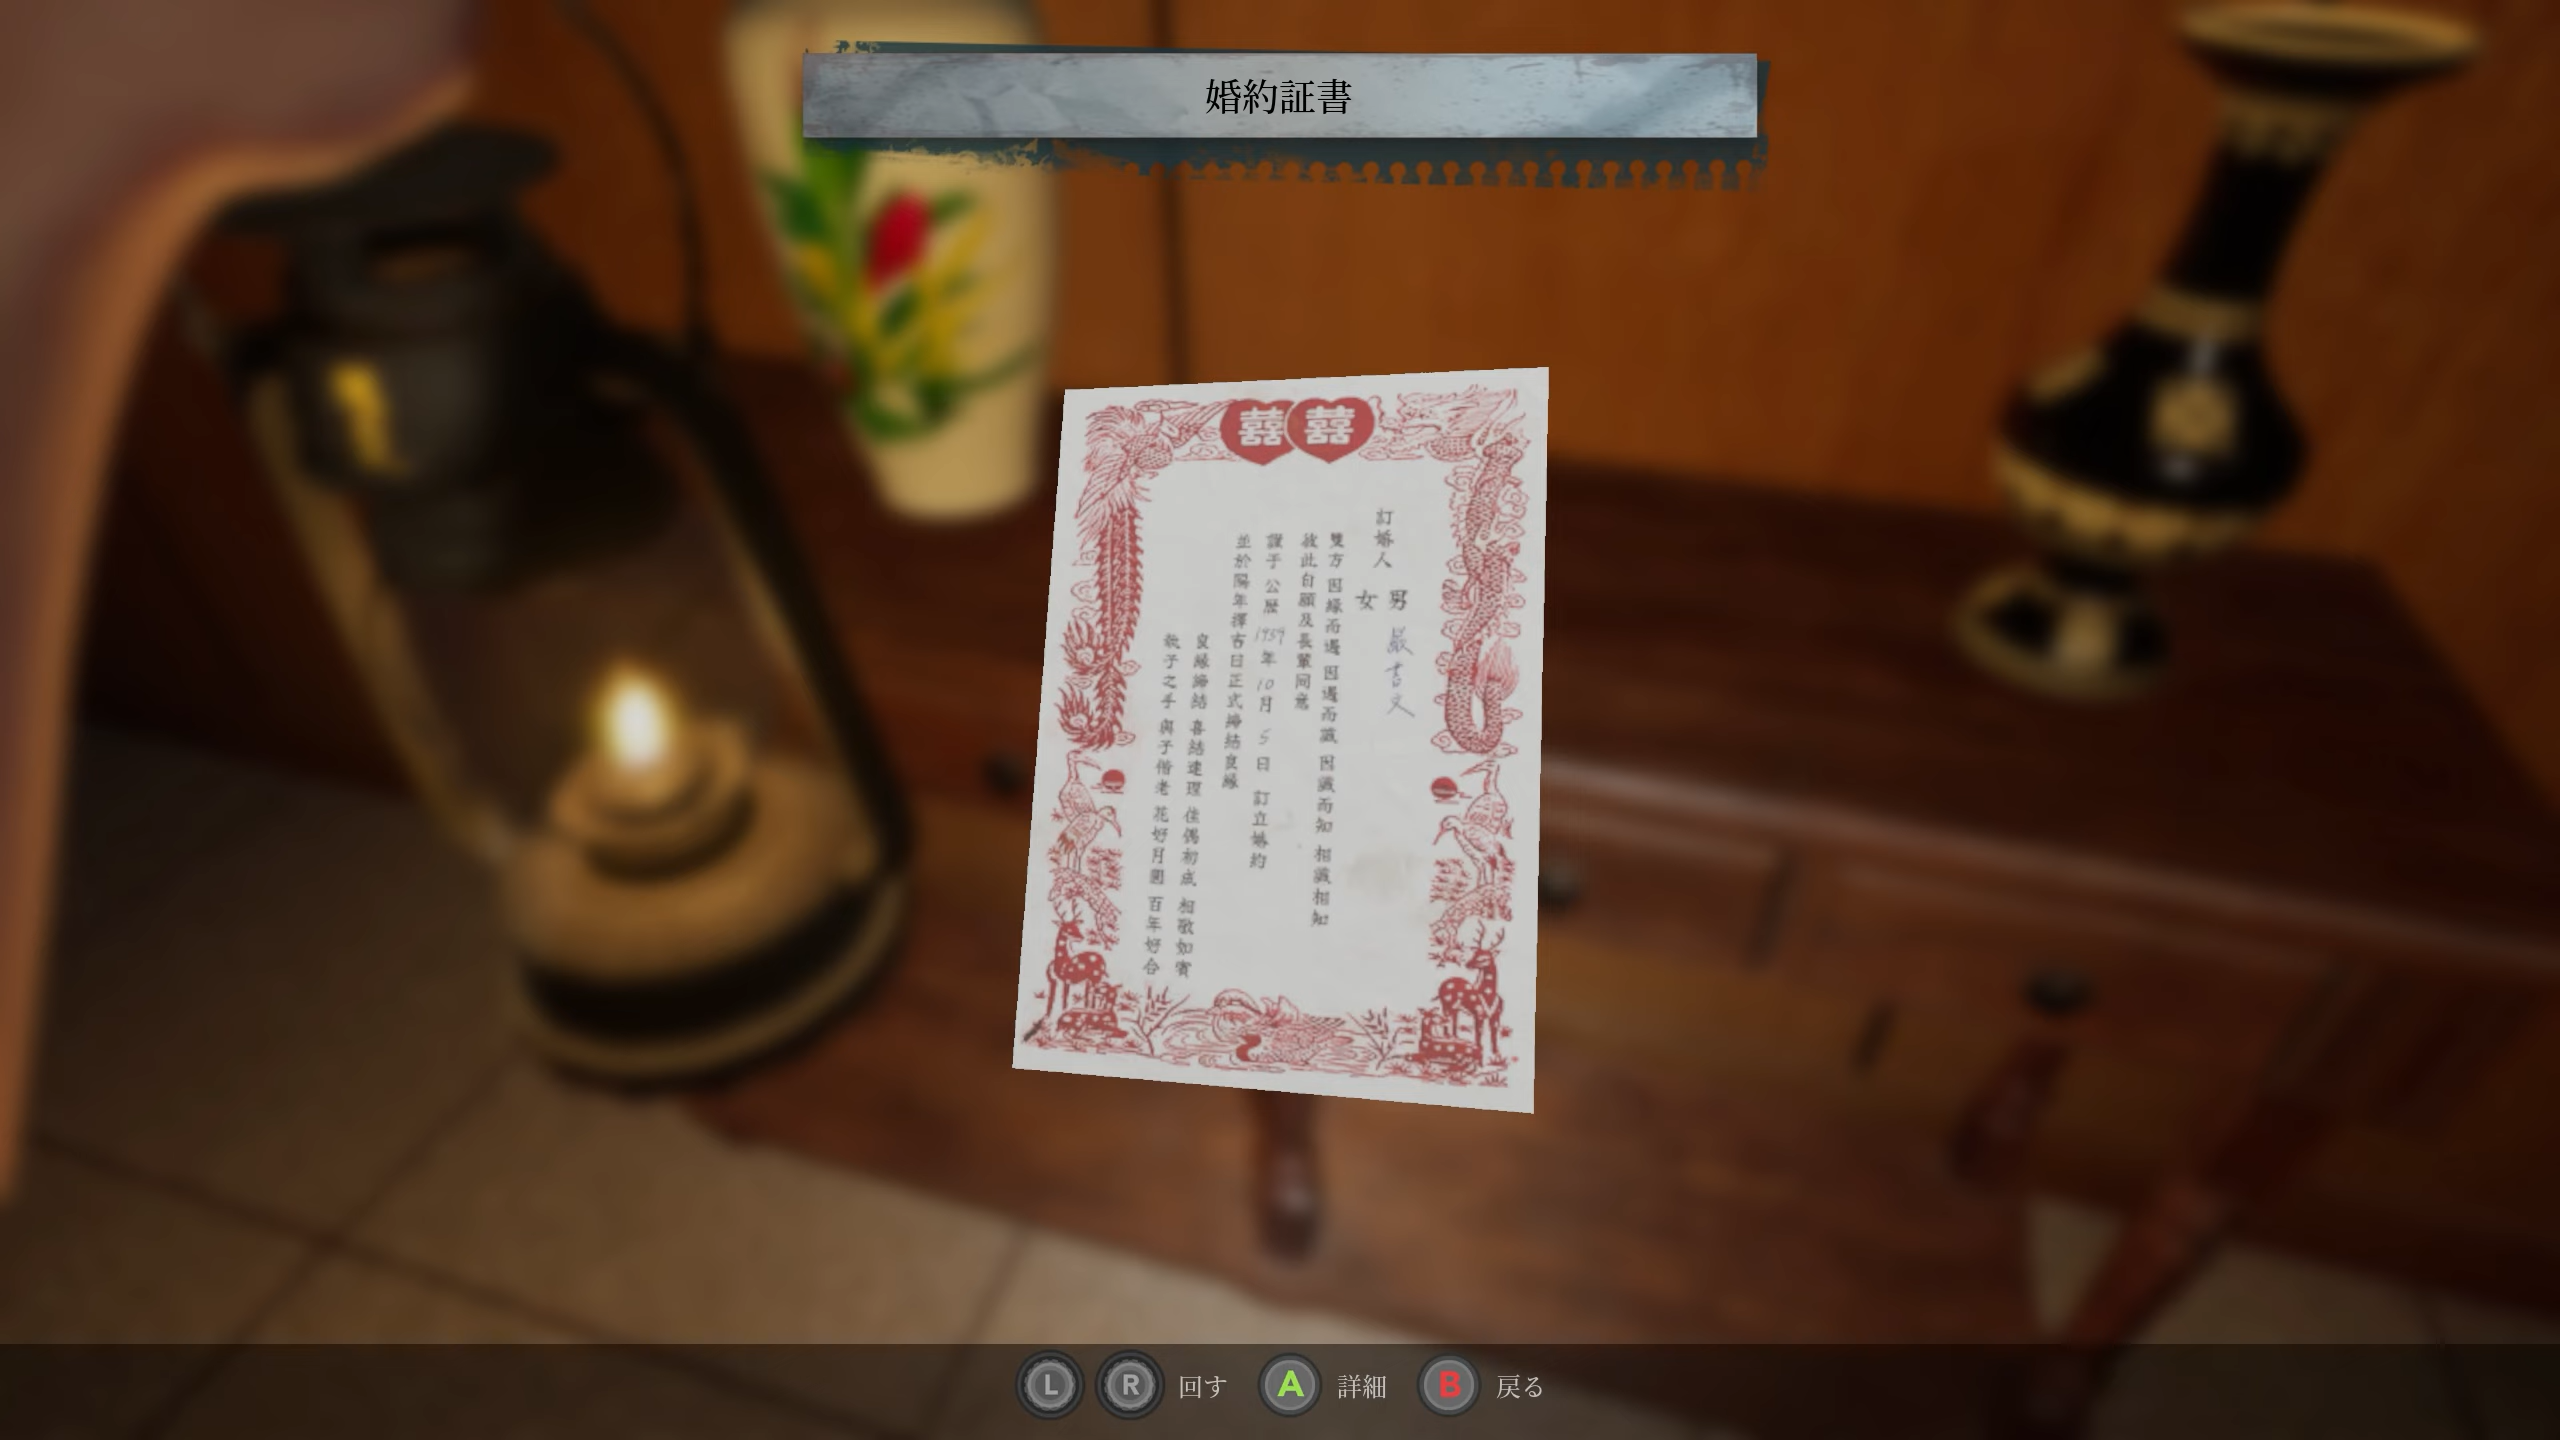 婚約証書
囍囍
訂婚人
男 嚴書文
女
雙方 因緣而遇 因遇而識 因識而知 相識相知
彼此自願及長輩同意
謹于 公曆 1959 年 10 月 5 日 訂立婚約
並於隔年擇吉日正式締結良緣
良緣締結 喜結連理 佳偶初成 相敬如賓
執子之手 與子偕老 花好月圓 百年好合
L R 回す A 詳細 B 戻る